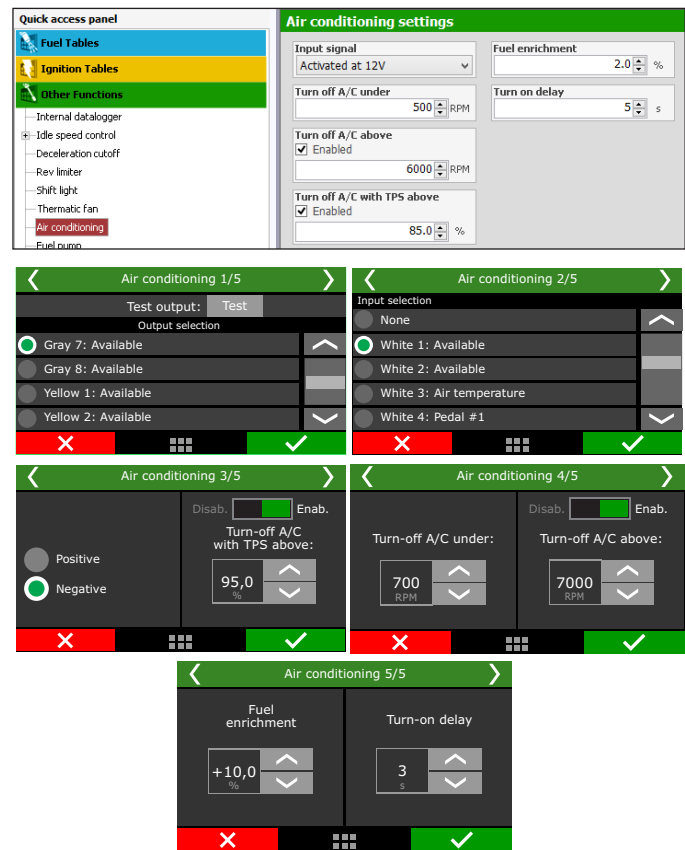 Quick access panel
Fuel Tables
Ignition Tables
Other Functions
Internal datalogger
Idle speed control
Deceleration cutoff
Rev limiter
Shift light
Thermatic fan
Air conditioning
Fuel pump
Air conditioning settings
Input signal
Activated at 12V
Turn off A/C under
500 RPM
Turn off A/C above
Enabled
6000 RPM
Turn off A/C with TPS above
Enabled
85.0 %
Fuel enrichment
2.0 %
Turn on delay
5 s
Air conditioning 1/5
Test output: Test
Output selection
Gray 7: Available
Gray 8: Available
Yellow 1: Available
Yellow 2: Available
Air conditioning 2/5
Input selection
None
White 1: Available
White 2: Available
White 3: Air temperature
White 4: Pedal #1
Air conditioning 3/5
Positive
Negative
Disab. Enab.
Turn-off A/C
with TPS above:
95,0
%
Air conditioning 4/5
Turn-off A/C under:
700
RPM
Disab. Enab.
Turn-off A/C above:
7000
RPM
Air conditioning 5/5
Fuel
enrichment
+10,0
%
Turn-on delay
3
s